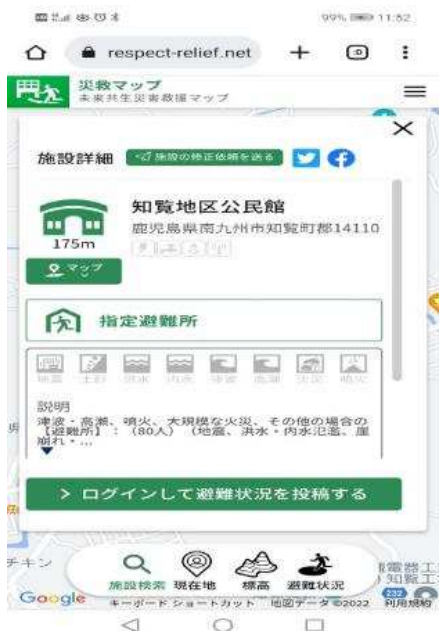 99% 11:52
respect-relief.net
災救マップ
未来共生災害救援マップ
施設詳細
施設の修正依頼を送る
知覧地区公民館
鹿児島県南九州市知覧町郡14110
175m
マップ
指定避難所
地震 土砂 洪水 内水 津波 高潮 火災 噴火
説明
津波・高潮、噴火、大規模な火災、その他の場合の
【避難所】：（80人）（地震、洪水・内水氾濫、崖
崩れ・...
> ログインして避難状況を投稿する
チキン
施設検索 現在地 標高 避難状況
Google
キーボード ショートカット 地図データ ©2022 利用規約
232